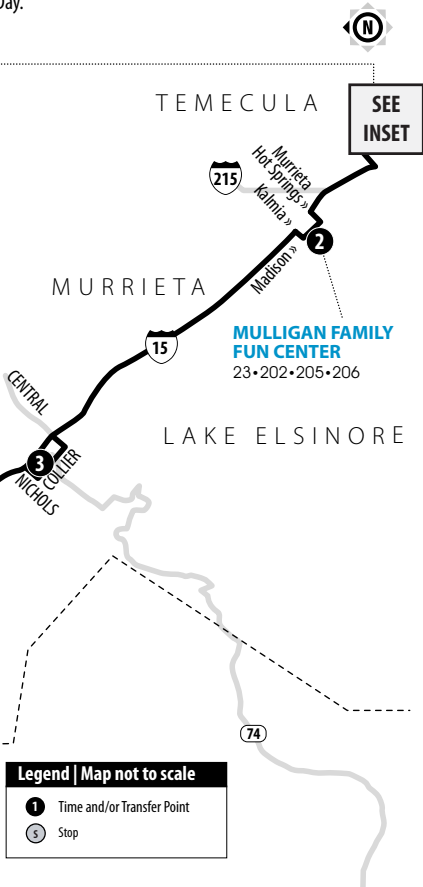 Day.
N
TEMECULA
SEE
INSET
215
Murrieta
Hot Springs »
Kalmia »
2
Madison »
MURRIETA
15
MULLIGAN FAMILY
FUN CENTER
23•202•205•206
CENTRAL
LAKE ELSINORE
3
COLLIER
NICHOLS
74
Legend | Map not to scale
1 Time and/or Transfer Point
S Stop